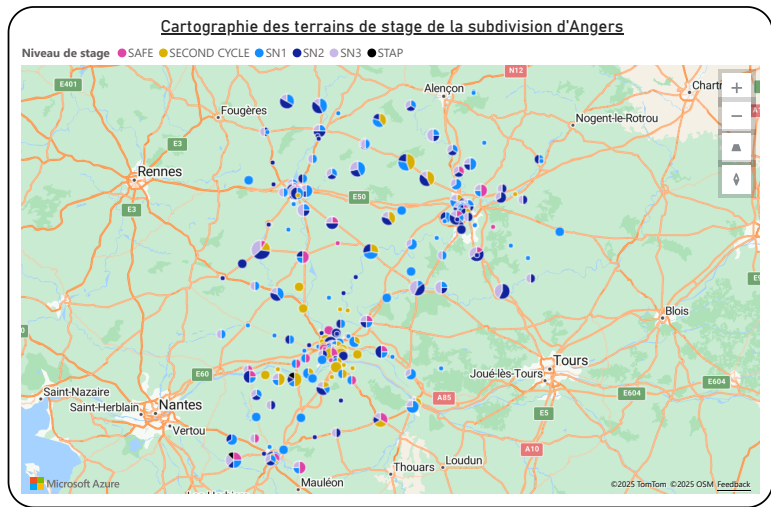 Cartographie des terrains de stage de la subdivision d'Angers
Niveau de stage SAFE SECOND CYCLE SN1 SN2 SN3 STAP
N12
E401
Alençon
Chartr
Fougères
Nogent-le-Rotrou
E3
Rennes
E50
E3
Blois
Tours
E60
Joué-lès-Tours
E604
E604
Saint-Nazaire
A85
Saint-Herblain
Nantes
E5
Vertou
A10
Loudun
Thouars
Mauléon
Microsoft Azure
©2025 TomTom ©2025 OSM Feedback